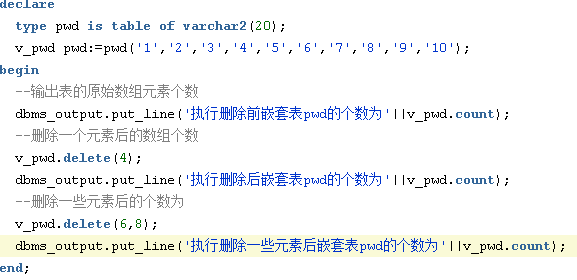 declare
type pwd is table of varchar2(20);
v_pwd pwd:=pwd('1','2','3','4','5','6','7','8','9','10');
begin
--输出表的原始数组元素个数
dbms_output.put_line('执行删除前嵌套表pwd的个数为'||v_pwd.count);
--删除一个元素后的数组个数
v_pwd.delete(4);
dbms_output.put_line('执行删除后嵌套表pwd的个数为'||v_pwd.count);
--删除一些元素后的个数为
v_pwd.delete(6,8);
dbms_output.put_line('执行删除一些元素后嵌套表pwd的个数为'||v_pwd.count);
end;